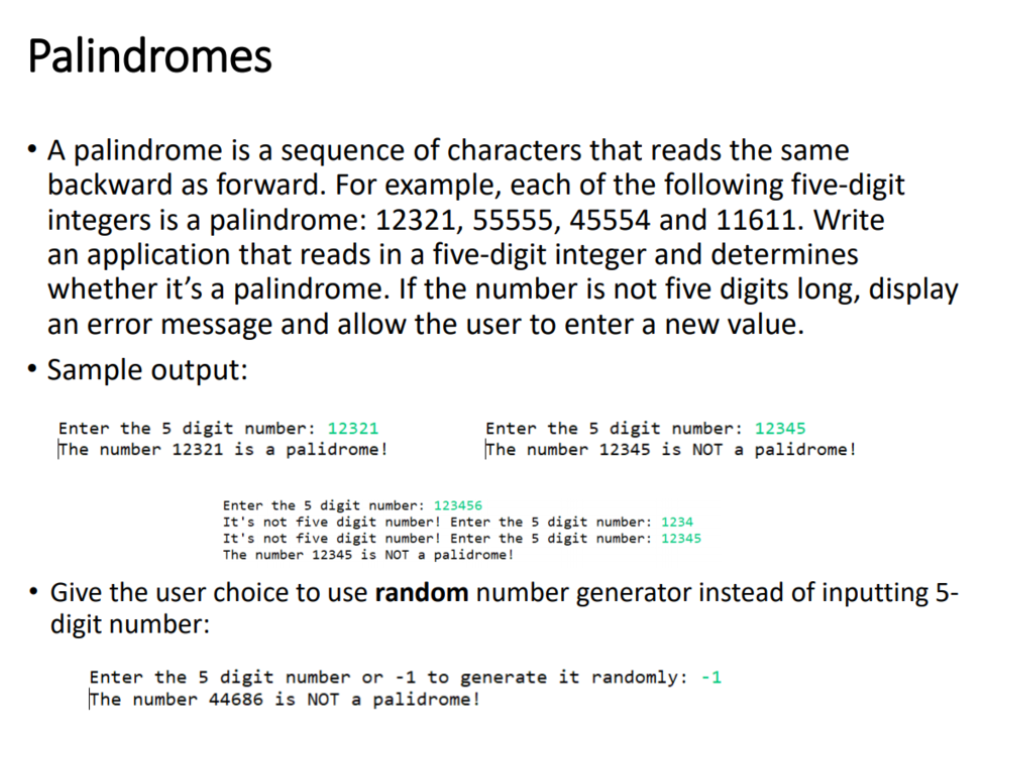 Palindromes
• A palindrome is a sequence of characters that reads the same
backward as forward. For example, each of the following five-digit
integers is a palindrome: 12321, 55555, 45554 and 11611. Write
an application that reads in a five-digit integer and determines
whether it’s a palindrome. If the number is not five digits long, display
an error message and allow the user to enter a new value.
• Sample output:
Enter the 5 digit number: 12321
The number 12321 is a palidrome!
Enter the 5 digit number: 12345
The number 12345 is NOT a palidrome!
Enter the 5 digit number: 123456
It's not five digit number! Enter the 5 digit number: 1234
It's not five digit number! Enter the 5 digit number: 12345
The number 12345 is NOT a palidrome!
• Give the user choice to use random number generator instead of inputting 5-
digit number:
Enter the 5 digit number or -1 to generate it randomly: -1
The number 44686 is NOT a palidrome!